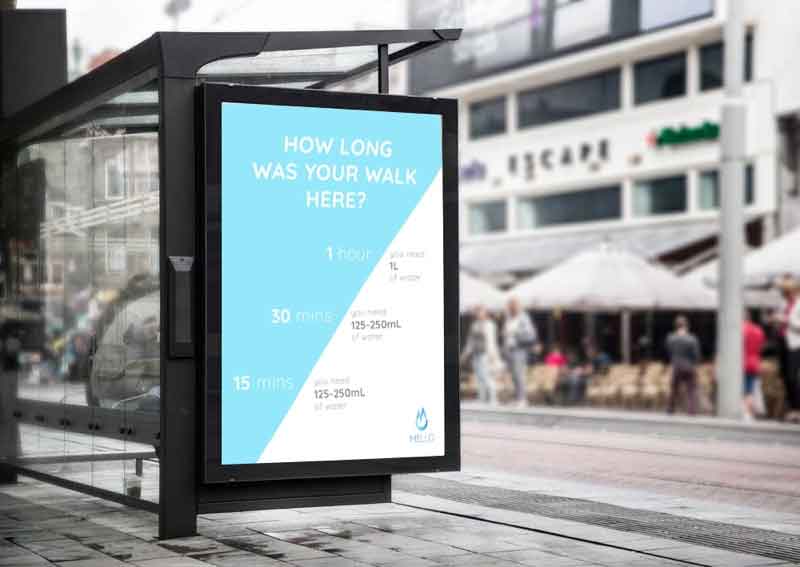 HOW LONG
WAS YOUR WALK
HERE?
1 hour
you need
1L
of water
30 mins
you need
125-250mL
of water
15 mins
you need
125-250mL
of water
MELLO
ESCAPE